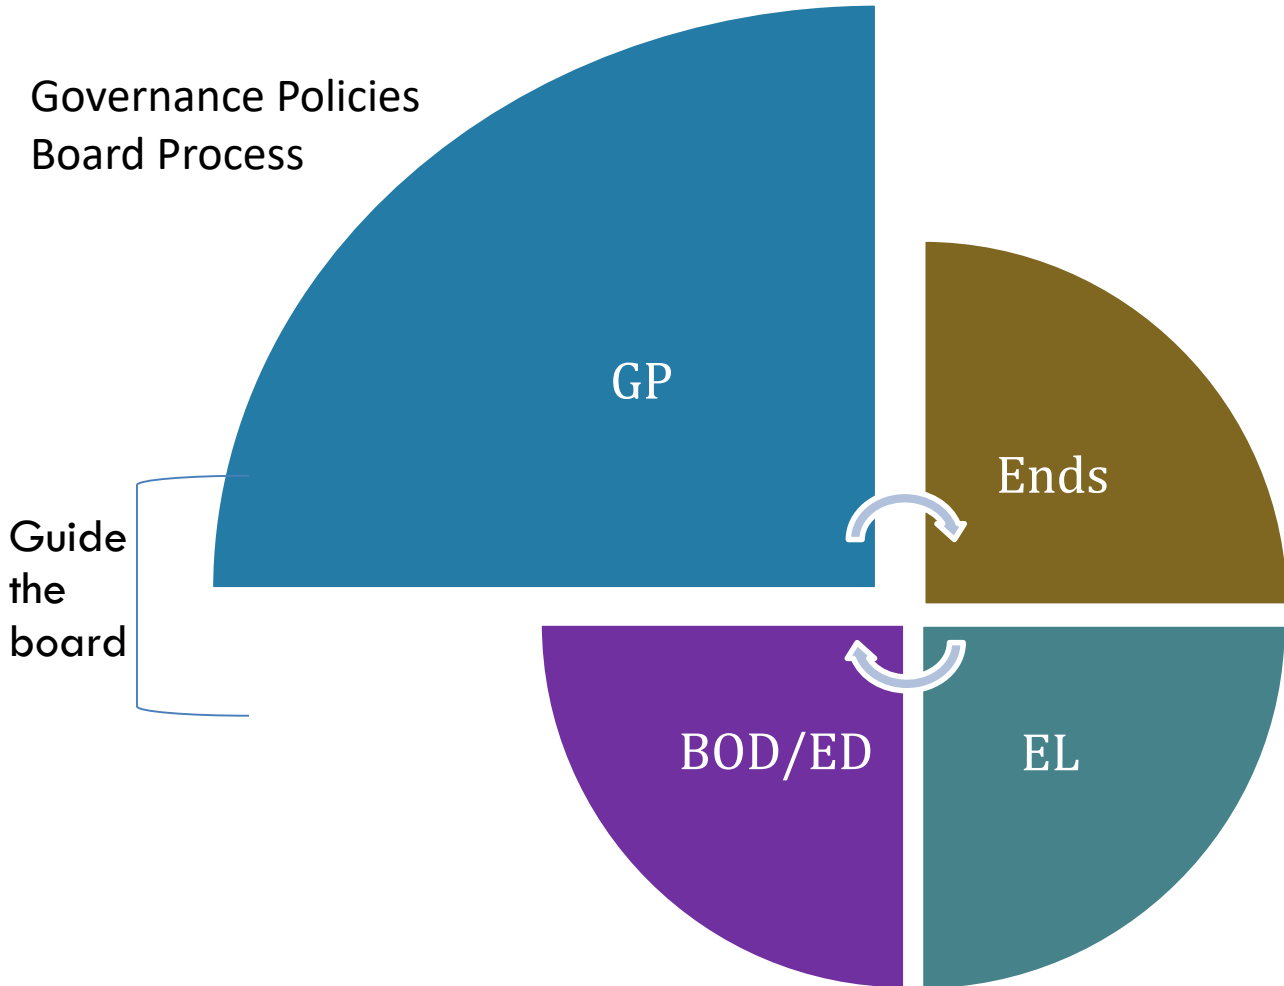 Governance Policies
Board Process
GP
Ends
Guide
the
board
BOD/ED
EL